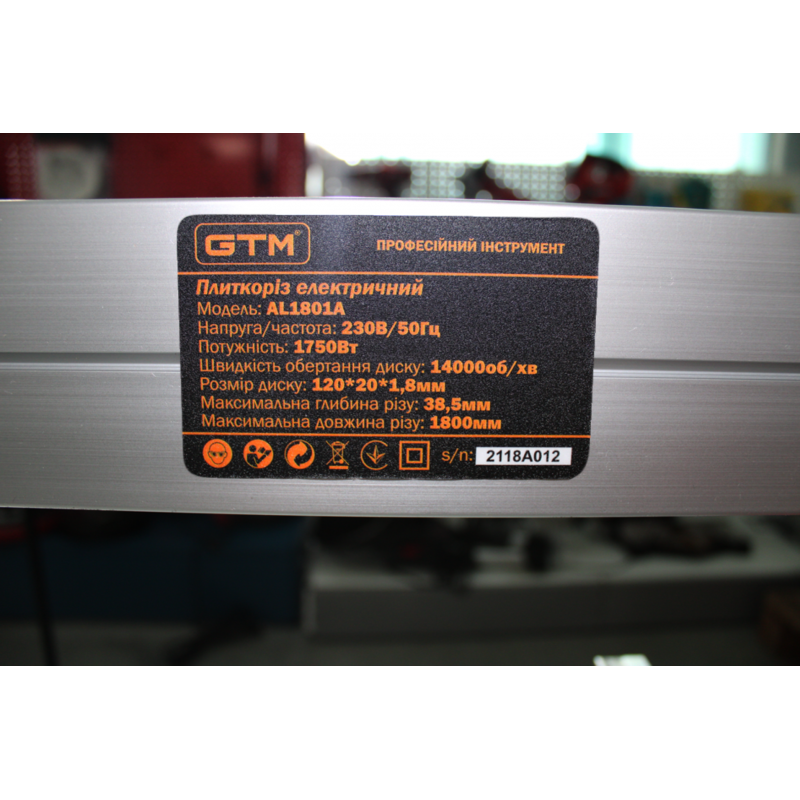 GTM®
ПРОФЕСІЙНИЙ ІНСТРУМЕНТ
Плиткоріз електричний
Модель: AL1801A
Напруга/частота: 230В/50Гц
Потужність: 1750Вт
Швидкість обертання диску: 14000об/хв
Розмір диску: 120*20*1,8мм
Максимальна глибина різу: 38,5мм
Максимальна довжина різу: 1800мм
s/n: 2118A012